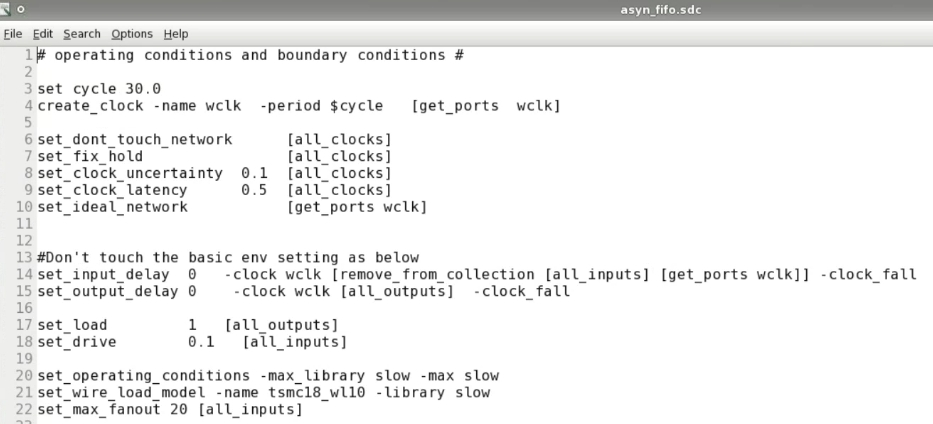 asyn_fifo.sdc
File Edit Search Options Help
1 # operating conditions and boundary conditions #
2
3 set cycle 30.0
4 create_clock -name wclk  -period $cycle   [get_ports  wclk]
5
6 set_dont_touch_network      [all_clocks]
7 set_fix_hold                [all_clocks]
8 set_clock_uncertainty  0.1  [all_clocks]
9 set_clock_latency      0.5  [all_clocks]
10 set_ideal_network           [get_ports wclk]
11
12
13 #Don't touch the basic env setting as below
14 set_input_delay  0   -clock wclk [remove_from_collection [all_inputs] [get_ports wclk]] -clock_fall
15 set_output_delay 0    -clock wclk [all_outputs]  -clock_fall
16
17 set_load         1   [all_outputs]
18 set_drive        0.1   [all_inputs]
19
20 set_operating_conditions -max_library slow -max slow
21 set_wire_load_model -name tsmc18_wl10 -library slow
22 set_max_fanout 20 [all_inputs]